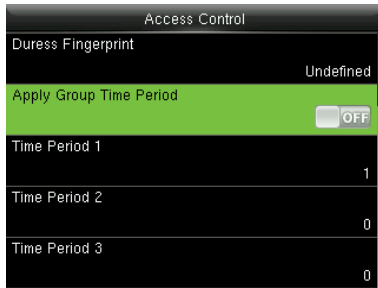 Access Control
Duress Fingerprint
Undefined
Apply Group Time Period
OFF
Time Period 1
1
Time Period 2
0
Time Period 3
0